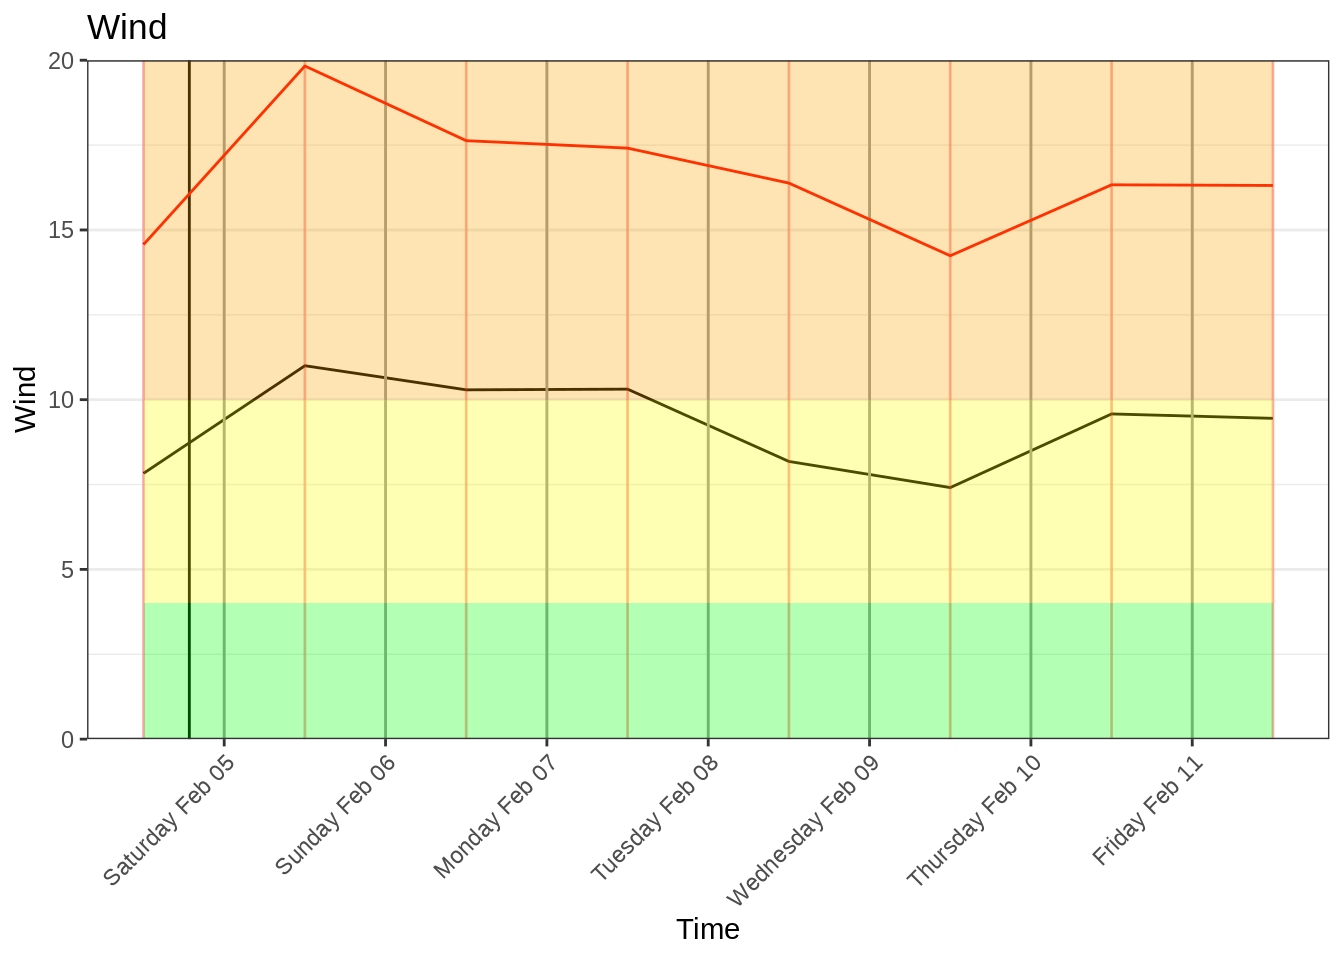 Wind
20
15
10
5
0
Wind
Saturday Feb 05
Sunday Feb 06
Monday Feb 07
Tuesday Feb 08
Wednesday Feb 09
Thursday Feb 10
Friday Feb 11
Time